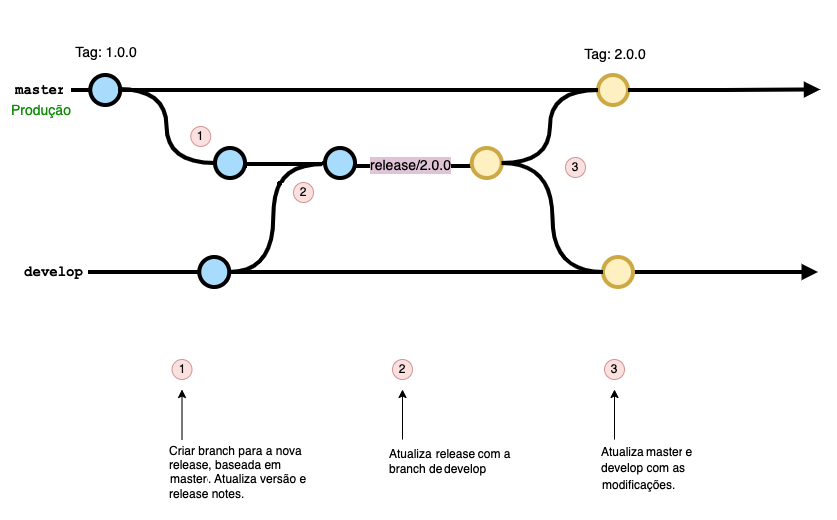 Tag: 1.0.0
Tag: 2.0.0
master
Produção
1
release/2.0.0
3
2
develop
1
2
3
Criar branch para a nova
release, baseada em
master. Atualiza versão e
release notes.
Atualiza release com a
branch de develop
Atualiza master e
develop com as
modificações.